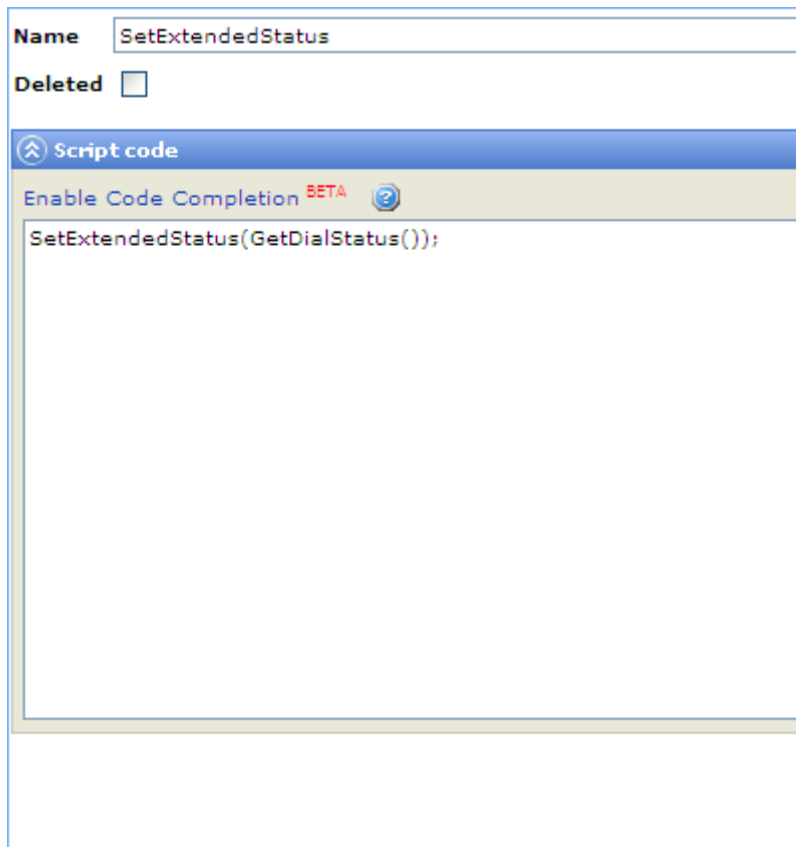 Name SetExtendedStatus
Deleted
Script code
Enable Code Completion BETA
SetExtendedStatus(GetDialStatus());